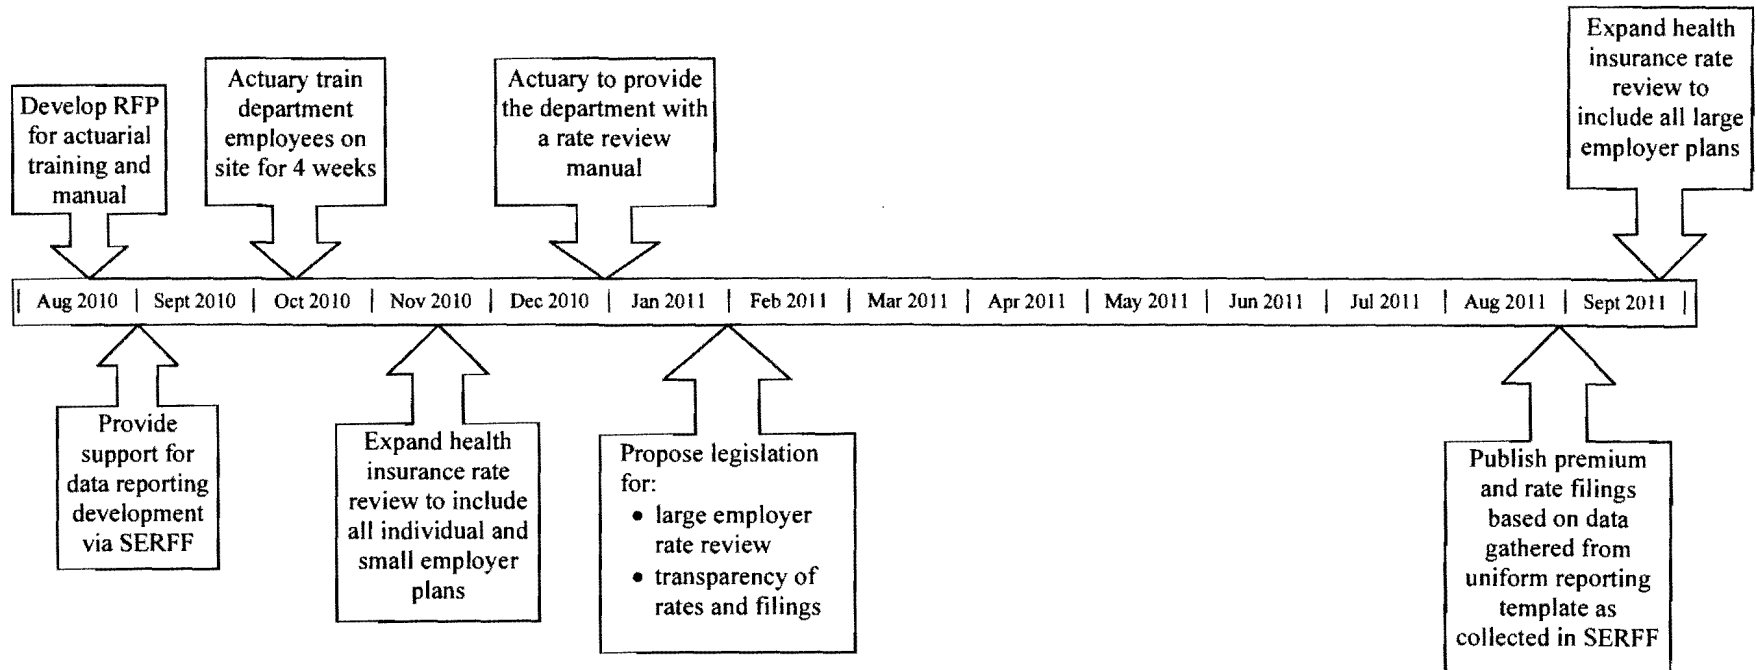 Develop RFP
for actuarial
training and
manual
Actuary train
department
employees on
site for 4 weeks
Actuary to provide
the department with
a rate review
manual
Expand health
insurance rate
review to
include all large
employer plans
| Aug 2010 | Sept 2010 | Oct 2010 | Nov 2010 | Dec 2010 | Jan 2011 | Feb 2011 | Mar 2011 | Apr 2011 | May 2011 | Jun 2011 | Jul 2011 | Aug 2011 | Sept 2011 |
Provide
support for
data reporting
development
via SERFF
Expand health
insurance rate
review to include
all individual and
small employer
plans
Propose legislation
for:
• large employer
rate review
• transparency of
rates and filings
Publish premium
and rate filings
based on data
gathered from
uniform reporting
template as
collected in SERFF